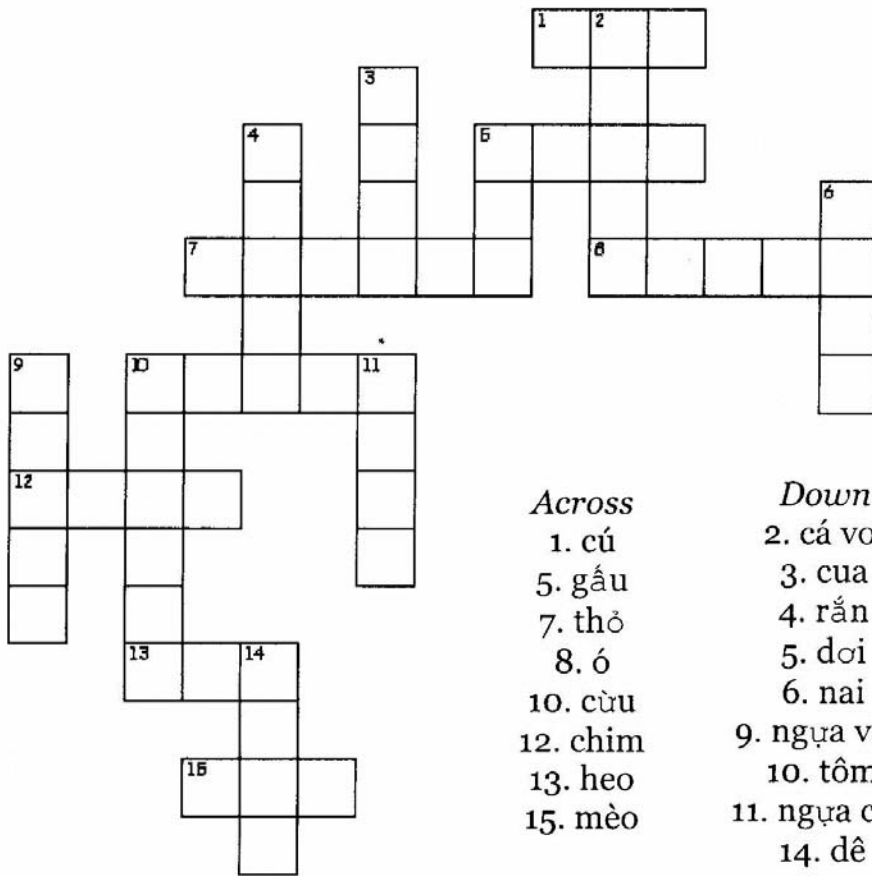 1 2
3
4 5
6
7 8
9 10 11
12
13 14
15
Across
1. cú
5. gấu
7. thỏ
8. ó
10. cừu
12. chim
13. heo
15. mèo
Down
2. cá vo
3. cua
4. rắn
5. dơi
6. nai
9. ngựa v
10. tôm
11. ngựa c
14. dê